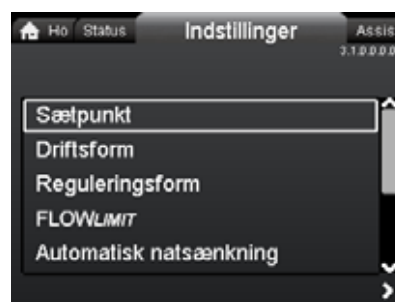 Ho Status Indstillinger Assis
3.1.0.0.0.0
Sætpunkt
Driftsform
Reguleringsform
FLOWLIMIT
Automatisk natsænkning